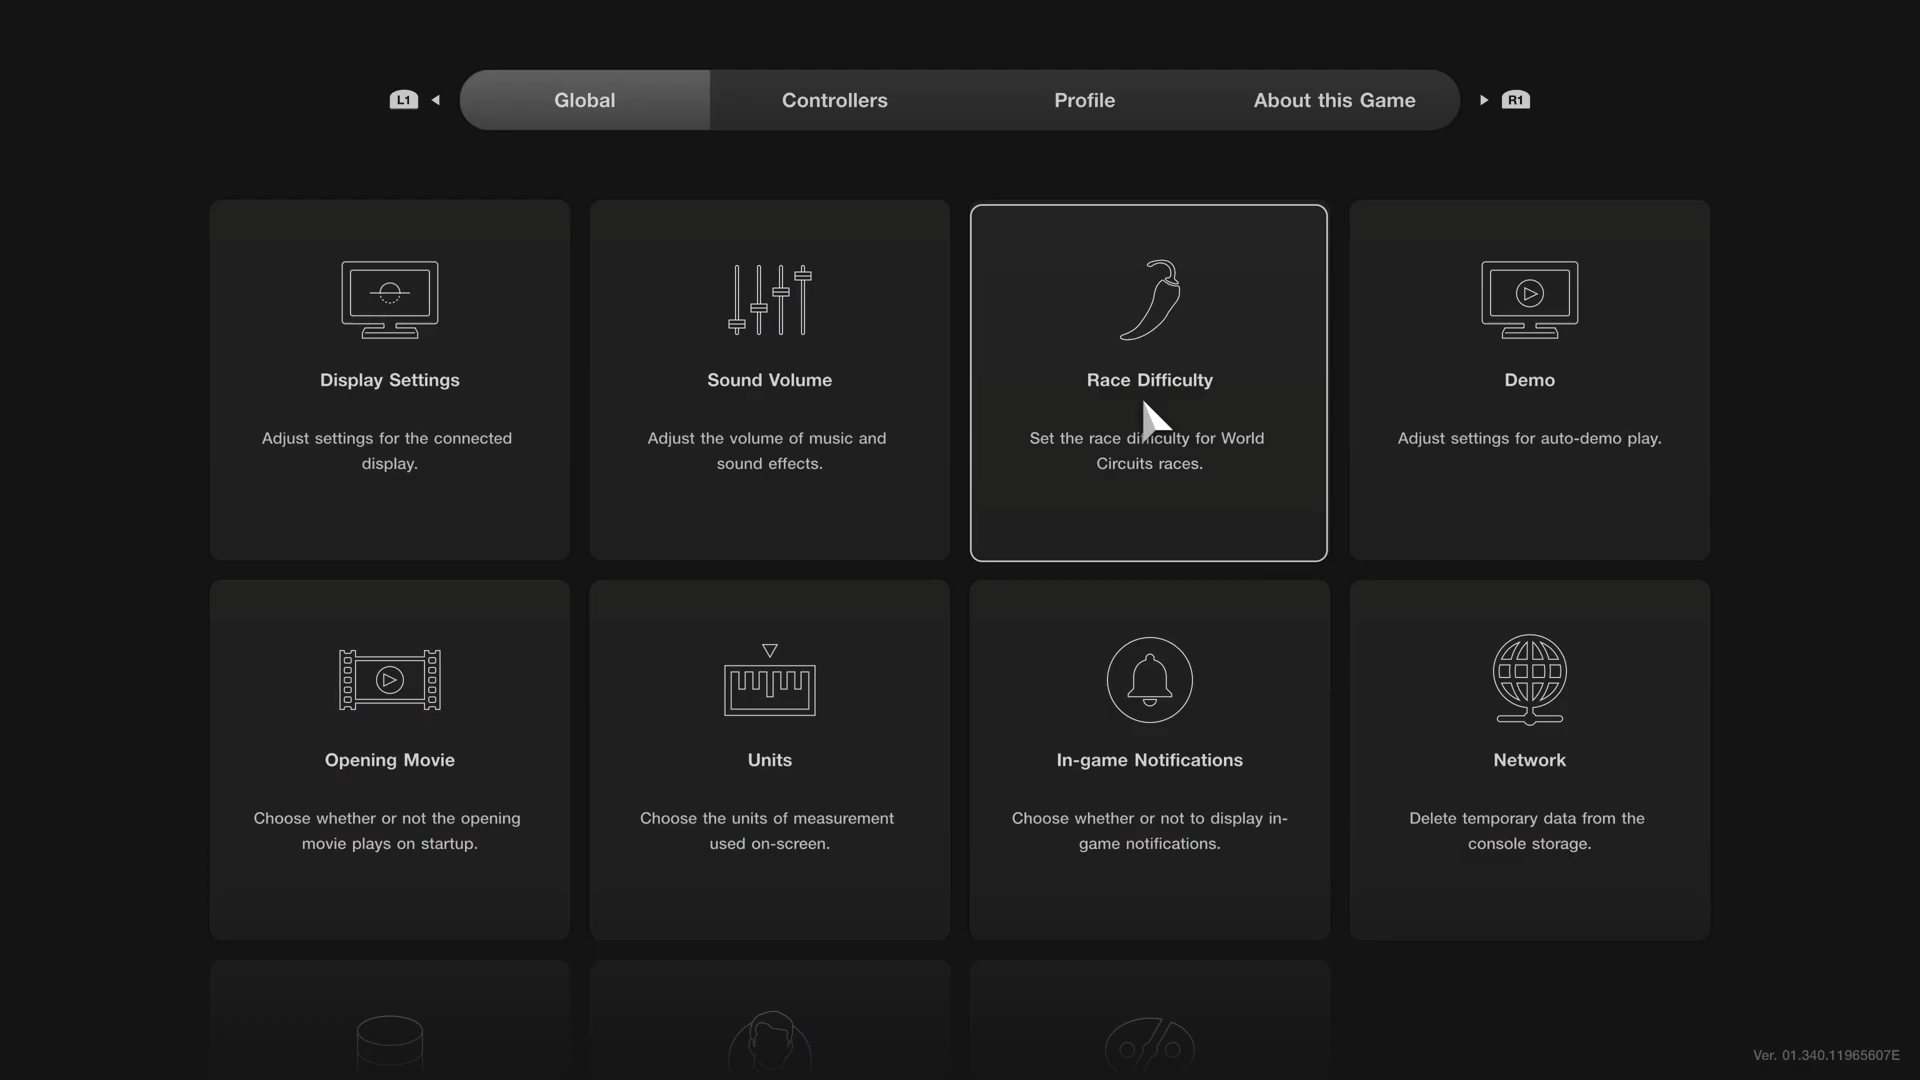 L1
Global
Controllers
Profile
About this Game
R1
Display Settings
Adjust settings for the connected
display.
Sound Volume
Adjust the volume of music and
sound effects.
Race Difficulty
Set the race difficulty for World
Circuits races.
Demo
Adjust settings for auto-demo play.
Opening Movie
Choose whether or not the opening
movie plays on startup.
Units
Choose the units of measurement
used on-screen.
In-game Notifications
Choose whether or not to display in-
game notifications.
Network
Delete temporary data from the
console storage.
Ver. 01.340.11965607E